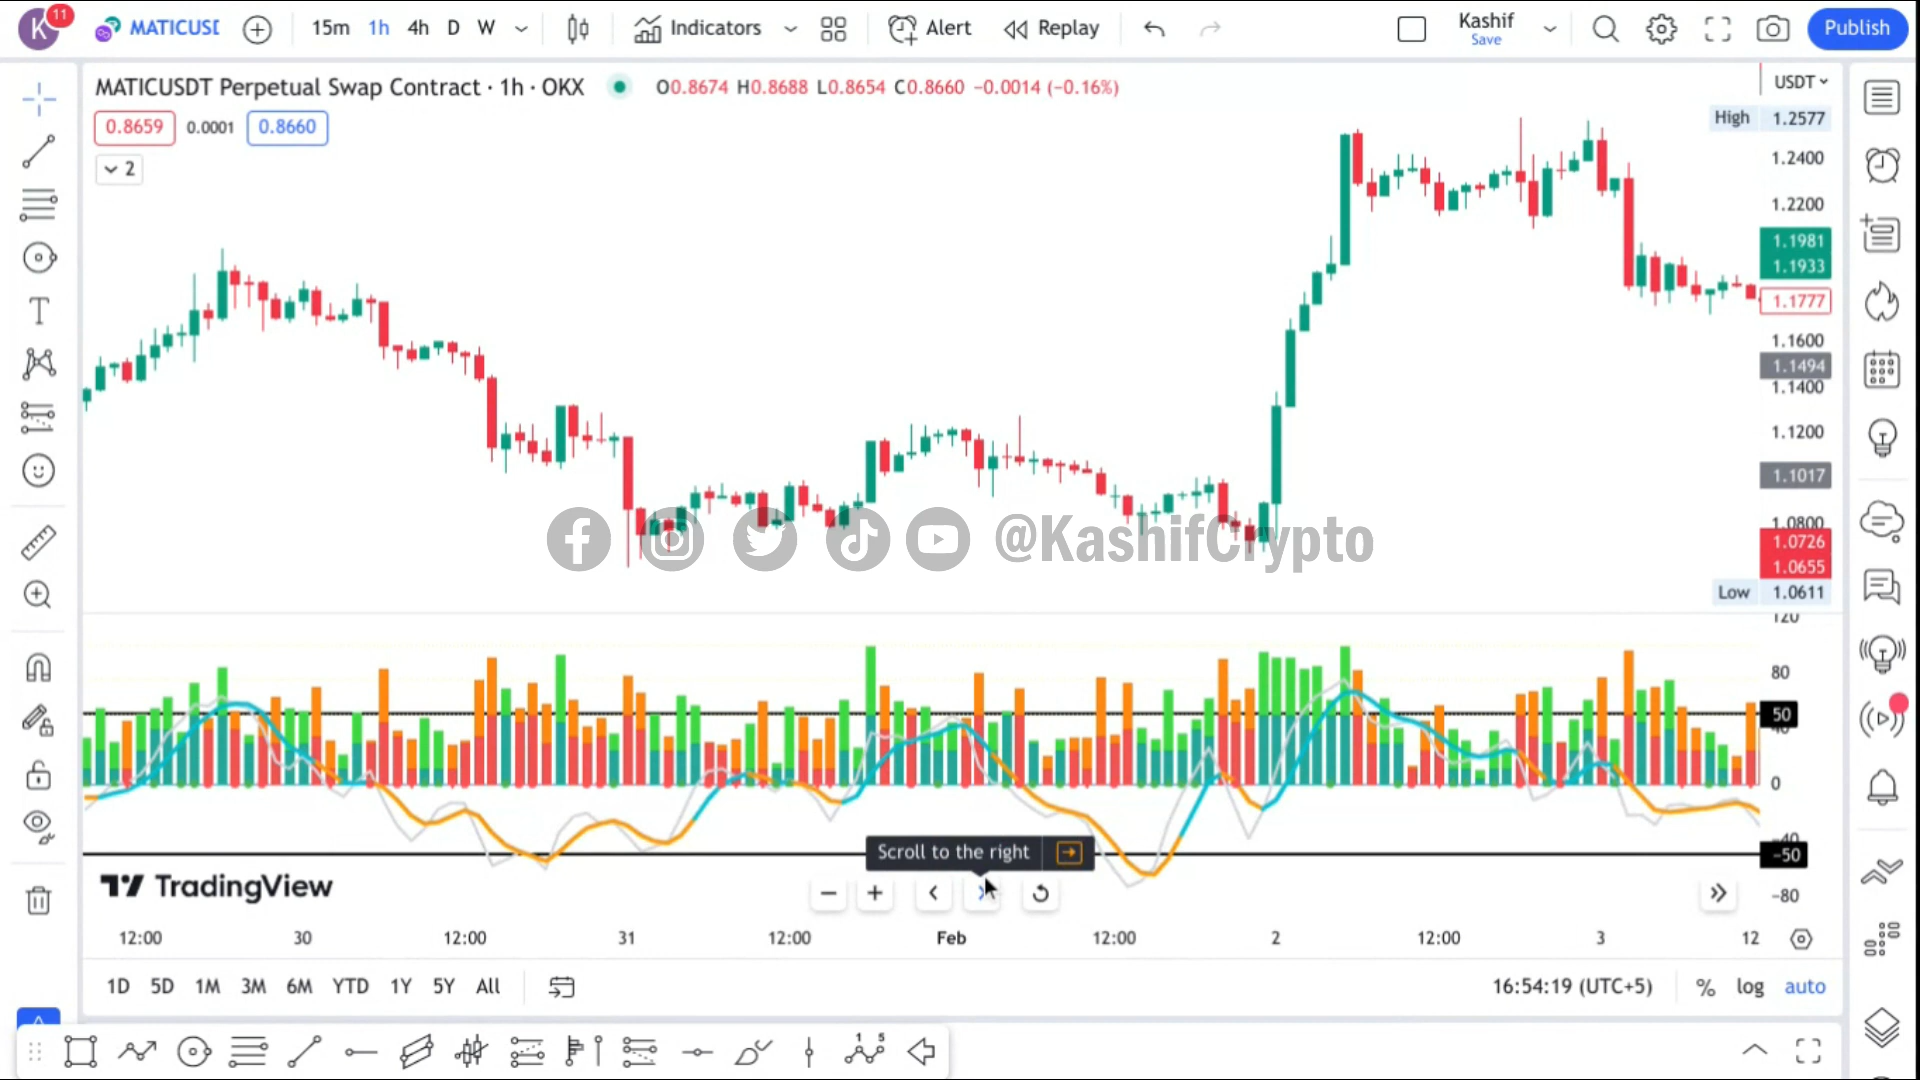 K 11 MATICUSI 15m 1h 4h D W Indicators Alert Replay Kashif Save Publish
MATICUSDT Perpetual Swap Contract · 1h · OKX O0.8674 H0.8688 L0.8654 C0.8660 −0.0014 (−0.16%) USDT
0.8659 0.0001 0.8660
2
High 1.2577
1.2400
1.2200
1.1981
1.1933
1.1777
1.1600
1.1494
1.1400
1.1200
1.1017
1.0800
@KashifCrypto
1.0726
1.0655
Low 1.0611
120
80
50
40
0
−40
Scroll to the right
−50
TradingView
−80
12:00 30 12:00 31 12:00 Feb 12:00 2 12:00 3 12
1D 5D 1M 3M 6M YTD 1Y 5Y All 16:54:19 (UTC+5) % log auto
1 5